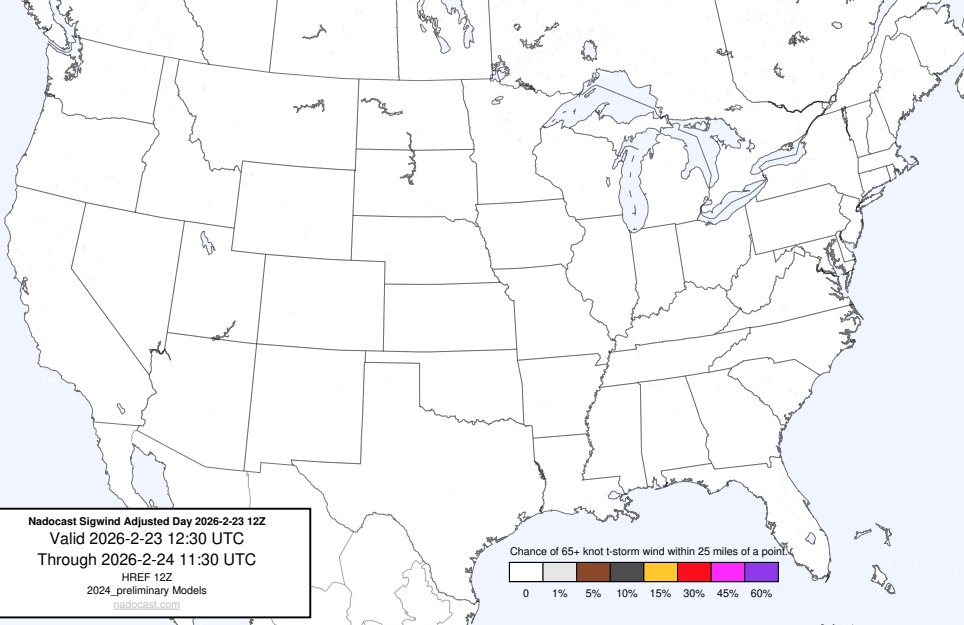 Nadocast Sigwind Adjusted Day 2026-2-23 12Z
Valid 2026-2-23 12:30 UTC
Through 2026-2-24 11:30 UTC
HREF 12Z
2024_preliminary Models
nadocast.com
Chance of 65+ knot t-storm wind within 25 miles of a point.
0 1% 5% 10% 15% 30% 45% 60%